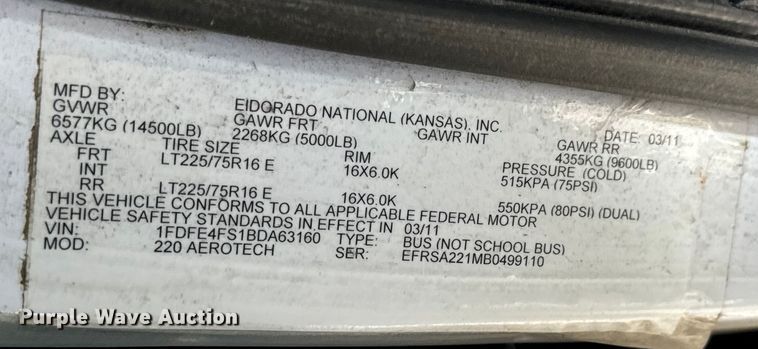 MFD BY: EIDORADO NATIONAL (KANSAS), INC. DATE: 03/11
GVWR GAWR FRT GAWR INT GAWR RR
6577KG (14500LB) 2268KG (5000LB) 4355KG (9600LB)
AXLE TIRE SIZE RIM PRESSURE (COLD)
FRT LT225/75R16 E 16X6.0K 515KPA (75PSI)
INT
RR LT225/75R16 E 16X6.0K 550KPA (80PSI) (DUAL)
THIS VEHICLE CONFORMS TO ALL APPLICABLE FEDERAL MOTOR
VEHICLE SAFETY STANDARDS IN EFFECT IN 03/11
VIN: 1FDFE4FS1BDA63160 TYPE: BUS (NOT SCHOOL BUS)
MOD: 220 AEROTECH SER: EFRSA221MB0499110
Purple Wave Auction